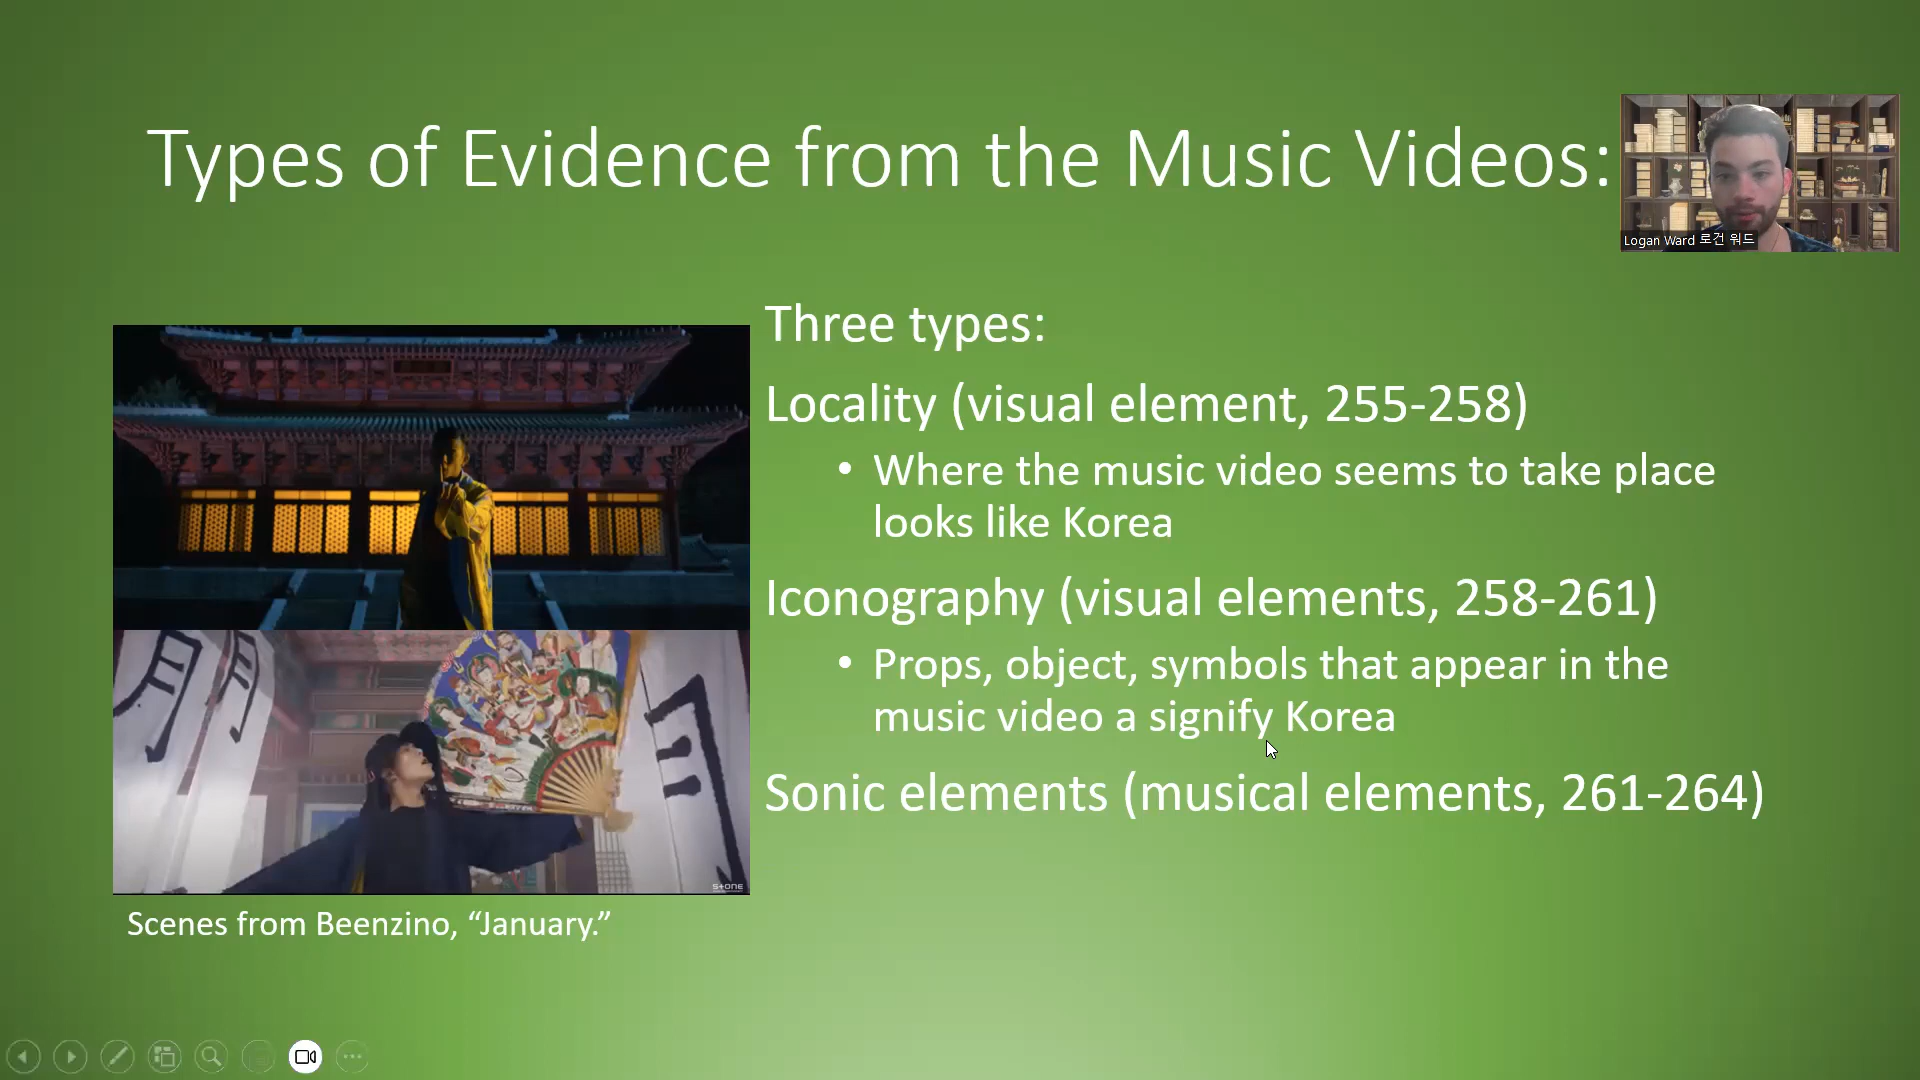 Types of Evidence from the Music Videos:
Logan Ward 로건 워드
Three types:
Locality (visual element, 255-258)
• Where the music video seems to take place
looks like Korea
Iconography (visual elements, 258-261)
• Props, object, symbols that appear in the
music video a signify Korea
Sonic elements (musical elements, 261-264)
STONE
Scenes from Beenzino, “January.”